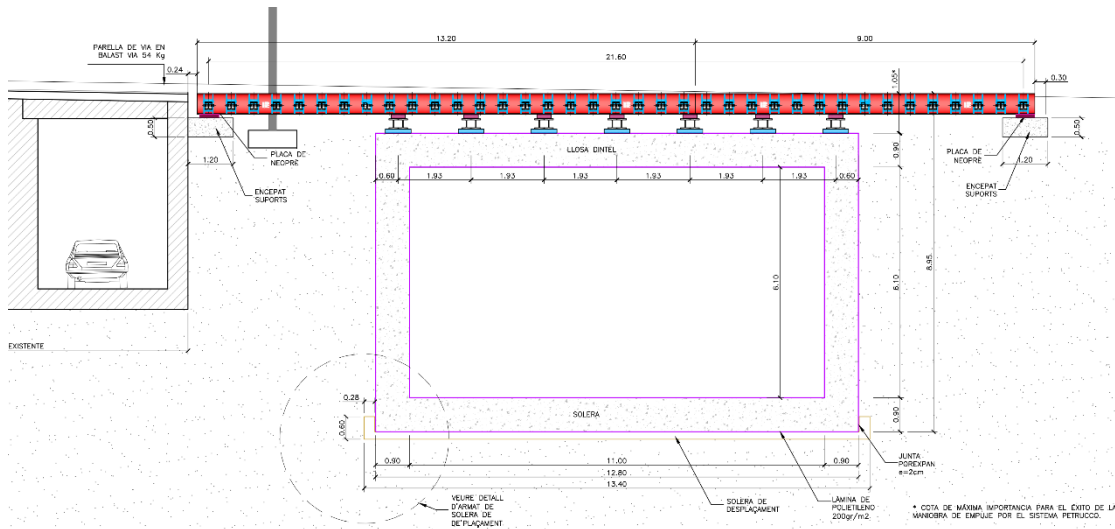 13.20
9.00
PARELLA DE VIA EN
BALAST VIA 54 Kg
0.24
21.60
1.05*
0.30
0.50
0.50
PLACA DE
NEOPRÈ
1.20
ENCEPAT
SUPORTS
LLOSA DINTEL
0.90
PLACA DE
NEOPRÈ
1.20
ENCEPAT
SUPORTS
0.60
1.93
1.93
1.93
1.93
1.93
1.93
0.60
6.10
6.10
8.95
EXISTENTE
0.28
0.60
SOLERA
0.90
0.90
11.00
0.90
12.80
13.40
JUNTA
POREXPAN
e=2cm
VEURE DETALL
D'ARMAT DE
SOLERA DE
DE'PLAÇAMENT
SOLERA DE
DESPLAÇAMENT
LÀMINA DE
POLIETILENO
200gr/m2
* COTA DE MÁXIMA IMPORTANCIA PARA EL ÉXITO DE LA
MANIOBRA DE EMPUJE POR EL SISTEMA PETRUCCO.